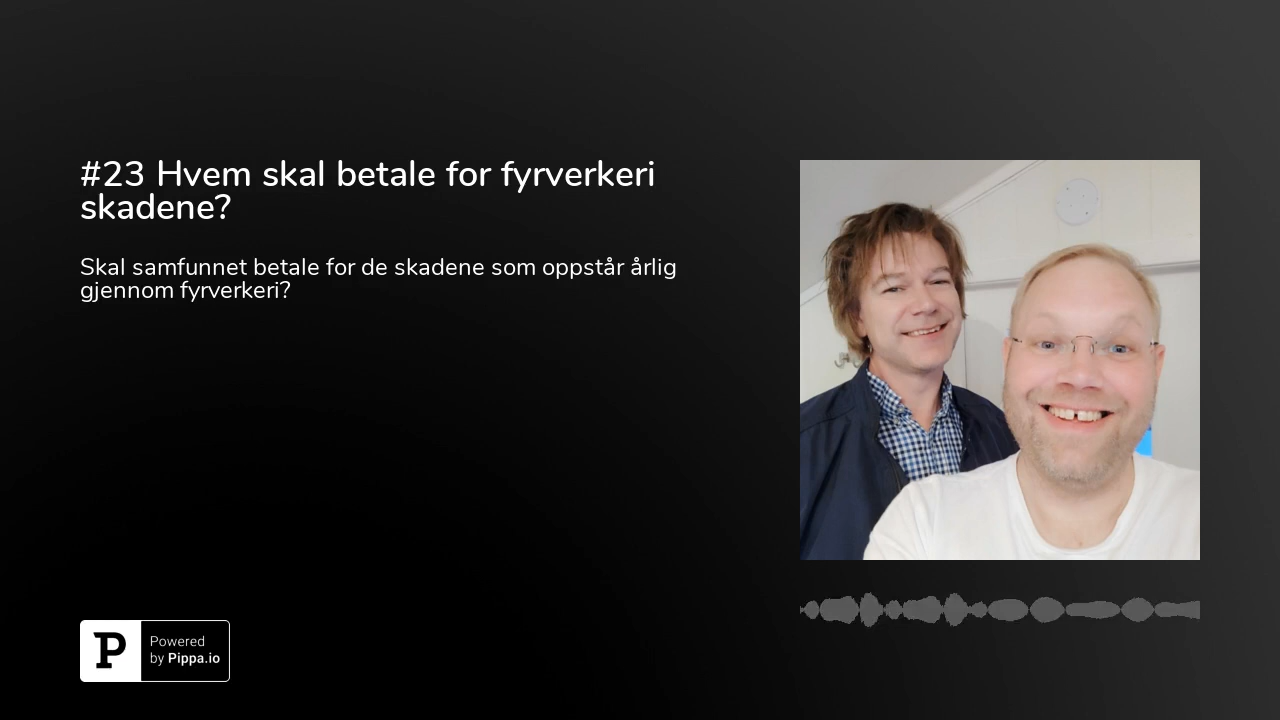 #23 Hvem skal betale for fyrverkeri
skadene?
Skal samfunnet betale for de skadene som oppstår årlig
gjennom fyrverkeri?
P
Powered
by Pippa.io